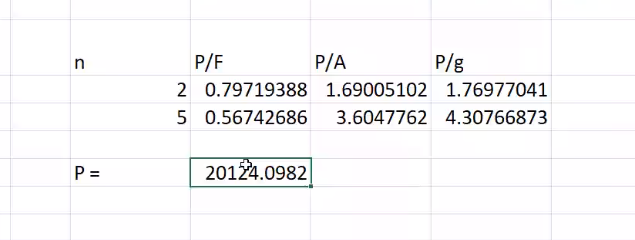 n P/F P/A P/g
2 0.79719388 1.69005102 1.76977041
5 0.56742686 3.6047762 4.30766873
P = 20124.0982